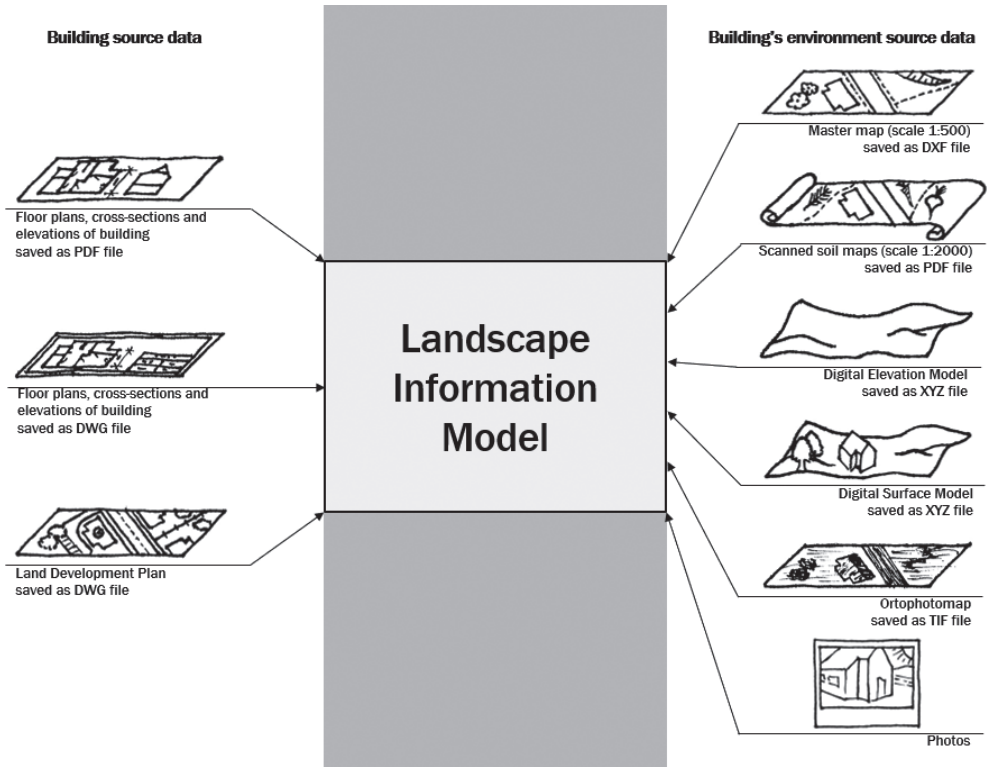 Building source data
Floor plans, cross-sections and
elevations of building
saved as PDF file
Floor plans, cross-sections and
elevations of building
saved as DWG file
Land Development Plan
saved as DWG file
Landscape
Information
Model
Building's environment source data
Master map (scale 1:500)
saved as DXF file
Scanned soil maps (scale 1:2000)
saved as PDF file
Digital Elevation Model
saved as XYZ file
Digital Surface Model
saved as XYZ file
Ortophotomap
saved as TIF file
Photos